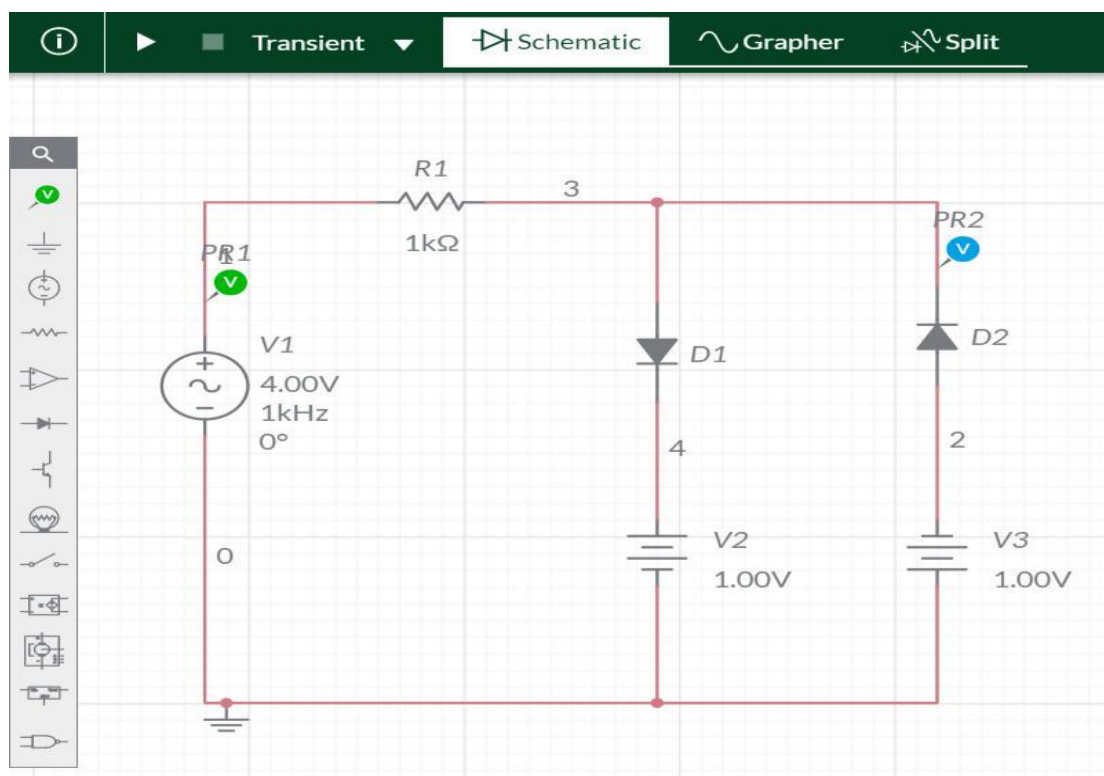 Transient Schematic Grapher Split
R1
3
1kΩ
PR1
1
V
V1
4.00V
1kHz
0°
0
PR2
V
D1
D2
4
2
V2
1.00V
V3
1.00V
V